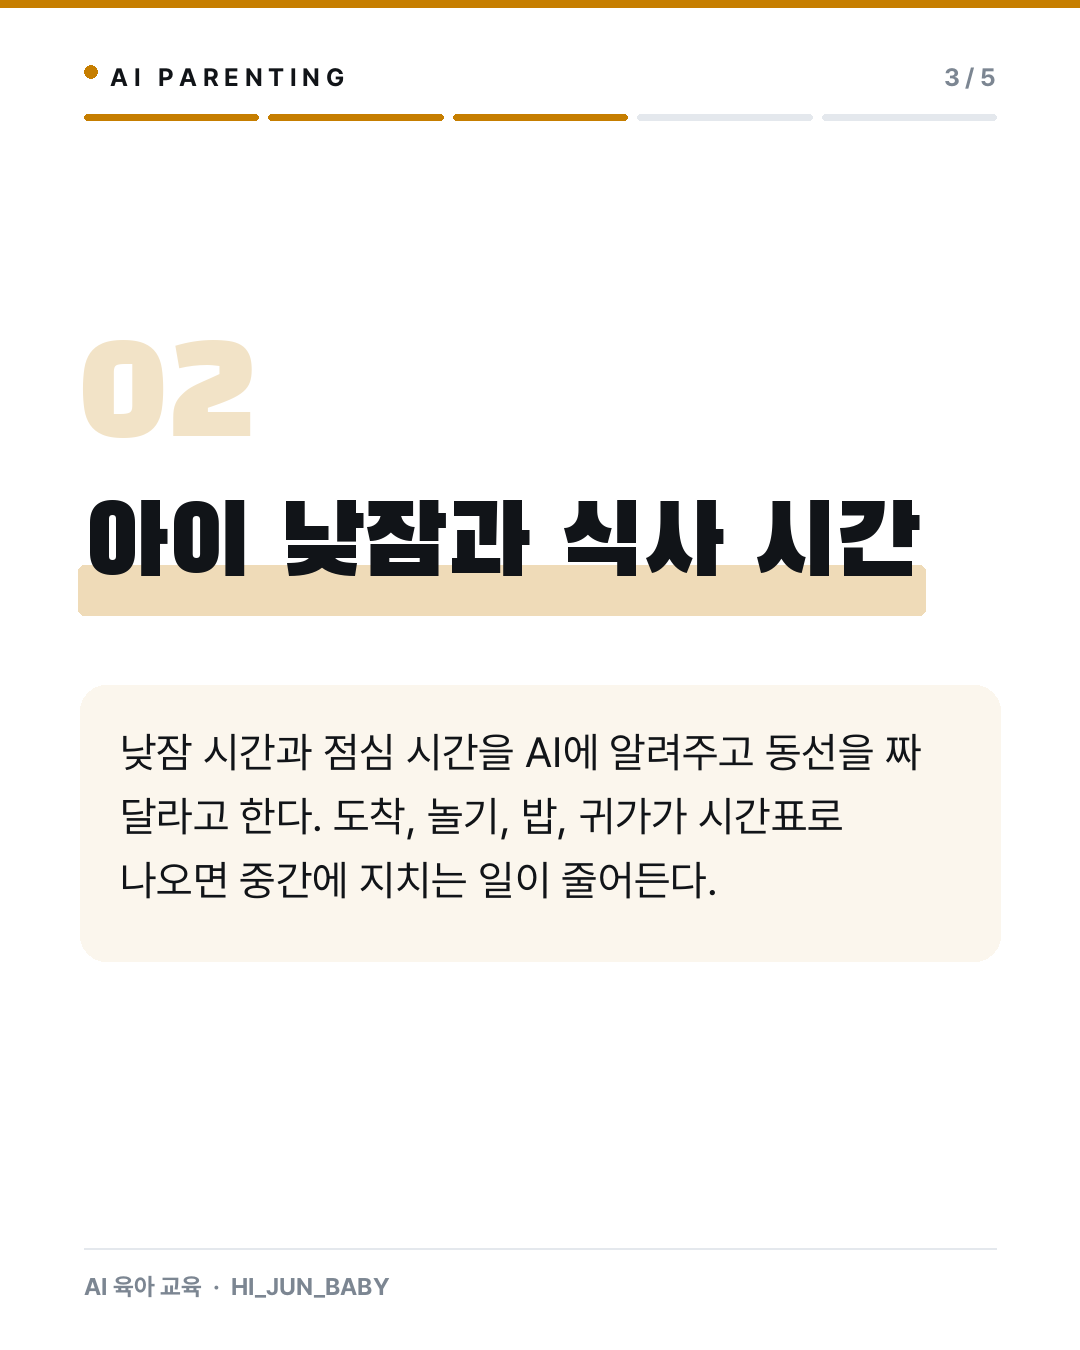 AI PARENTING
3 / 5
02
아이 낮잠과 식사 시간
낮잠 시간과 점심 시간을 AI에 알려주고 동선을 짜
달라고 한다. 도착, 놀기, 밥, 귀가가 시간표로
나오면 중간에 지치는 일이 줄어든다.
AI 육아 교육 · HI_JUN_BABY